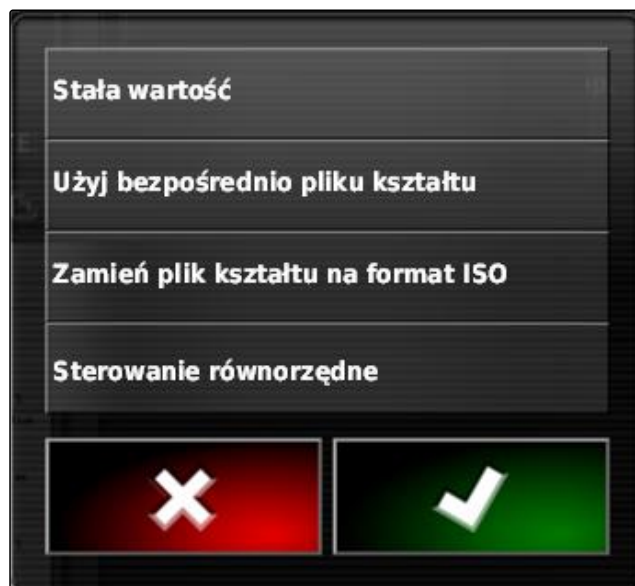 Stała wartość
Użyj bezpośrednio pliku kształtu
Zamień plik kształtu na format ISO
Sterowanie równorzędne